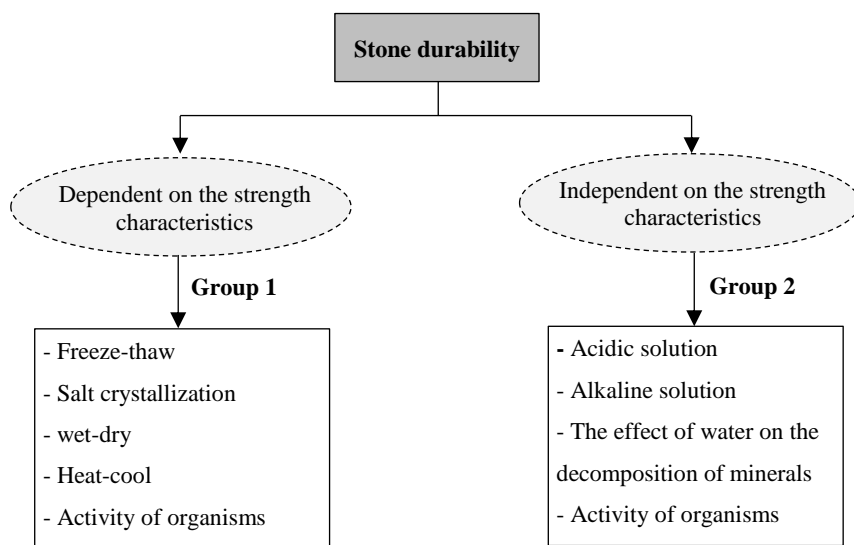 Stone durability
Dependent on the strength
characteristics
Independent on the strength
characteristics
Group 1
Group 2
- Freeze-thaw
- Salt crystallization
- wet-dry
- Heat-cool
- Activity of organisms
- Acidic solution
- Alkaline solution
- The effect of water on the
decomposition of minerals
- Activity of organisms